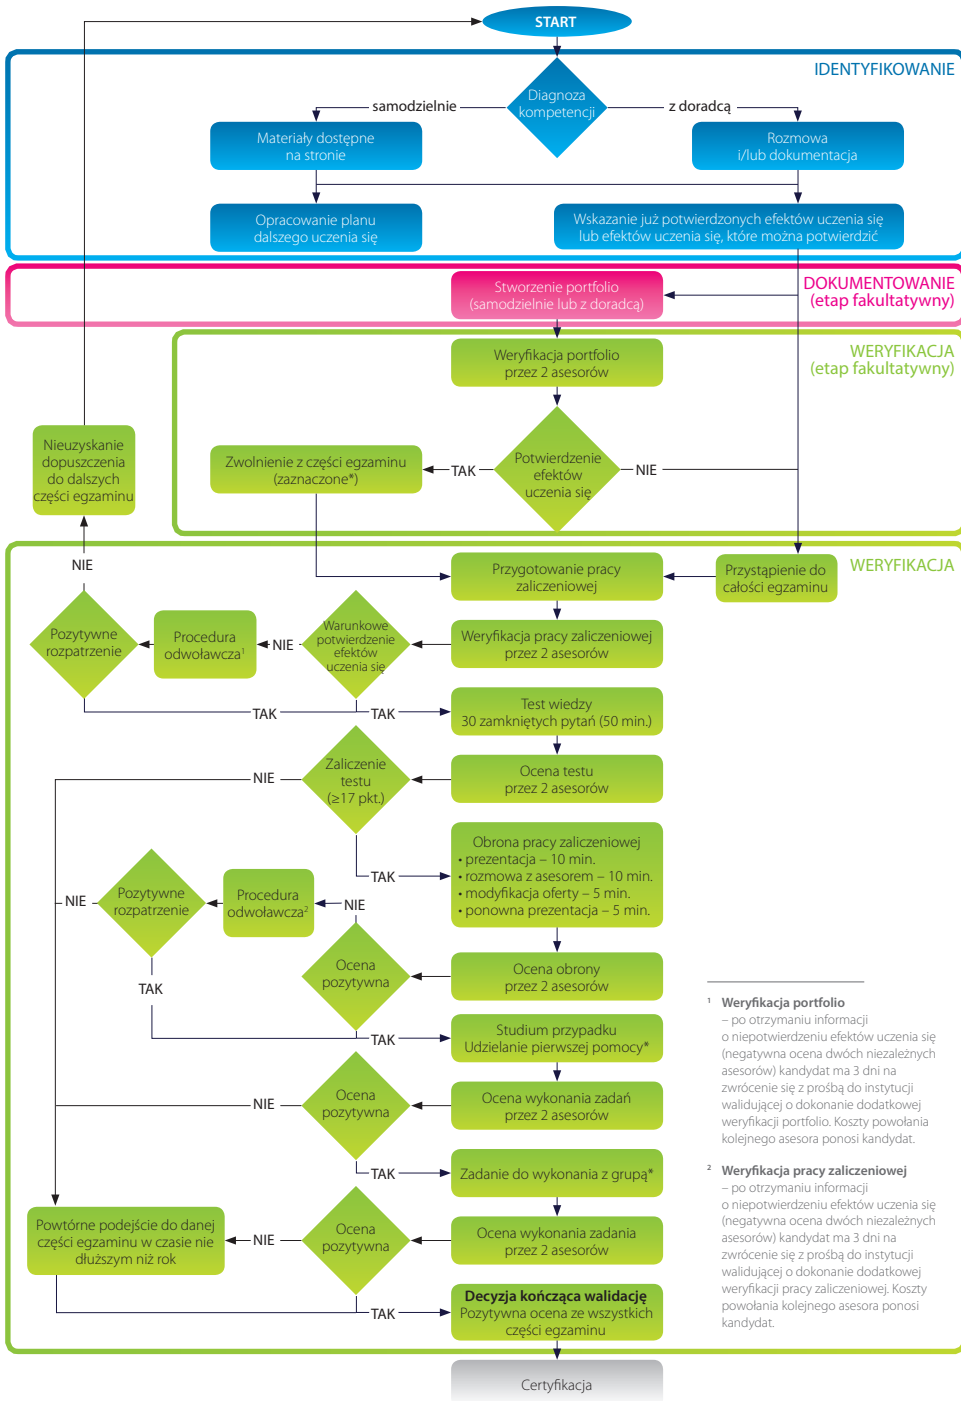 START
IDENTYFIKOWANIE
Diagnoza
kompetencji
samodzielnie
z doradcą
Materiały dostępne
na stronie
Rozmowa
i/lub dokumentacja
Opracowanie planu
dalszego uczenia się
Wskazanie już potwierdzonych efektów uczenia się
lub efektów uczenia się, które można potwierdzić
DOKUMENTOWANIE
(etap fakultatywny)
Stworzenie portfolio
(samodzielnie lub z doradcą)
WERYFIKACJA
(etap fakultatywny)
Weryfikacja portfolio
przez 2 asesorów
Nieuzyskanie
dopuszczenia
do dalszych
części egzaminu
Zwolnienie z części egzaminu
(zaznaczone*)
TAK
Potwierdzenie
efektów
uczenia się
NIE
WERYFIKACJA
NIE
Przygotowanie pracy
zaliczeniowej
Przystąpienie do
całości egzaminu
Pozytywne
rozpatrzenie
Procedura
odwoławcza¹
NIE
Warunkowe
potwierdzenie
efektów
uczenia się
Weryfikacja pracy zaliczeniowej
przez 2 asesorów
TAK
TAK
Test wiedzy
30 zamkniętych pytań (50 min.)
NIE
Zaliczenie
testu
(≥17 pkt.)
Ocena testu
przez 2 asesorów
TAK
Obrona pracy zaliczeniowej
• prezentacja – 10 min.
• rozmowa z asesorem – 10 min.
• modyfikacja oferty – 5 min.
• ponowna prezentacja – 5 min.
NIE
Pozytywne
rozpatrzenie
Procedura
odwoławcza²
NIE
TAK
Ocena
pozytywna
Ocena obrony
przez 2 asesorów
TAK
Studium przypadku
Udzielanie pierwszej pomocy*
NIE
Ocena
pozytywna
Ocena wykonania zadań
przez 2 asesorów
TAK
Zadanie do wykonania z grupą*
Powtórne podejście do danej
części egzaminu w czasie nie
dłuższym niż rok
NIE
Ocena
pozytywna
Ocena wykonania zadania
przez 2 asesorów
TAK
Decyzja kończąca walidację
Pozytywna ocena ze wszystkich
części egzaminu
Certyfikacja
¹ Weryfikacja portfolio
– po otrzymaniu informacji
o niepotwierdzeniu efektów uczenia się
(negatywna ocena dwóch niezależnych
asesorów) kandydat ma 3 dni na
zwrócenie się z prośbą do instytucji
walidującej o dokonanie dodatkowej
weryfikacji portfolio. Koszty powołania
kolejnego asesora ponosi kandydat.
² Weryfikacja pracy zaliczeniowej
– po otrzymaniu informacji
o niepotwierdzeniu efektów uczenia się
(negatywna ocena dwóch niezależnych
asesorów) kandydat ma 3 dni na
zwrócenie się z prośbą do instytucji
walidującej o dokonanie dodatkowej
weryfikacji pracy zaliczeniowej. Koszty
powołania kolejnego asesora ponosi
kandydat.